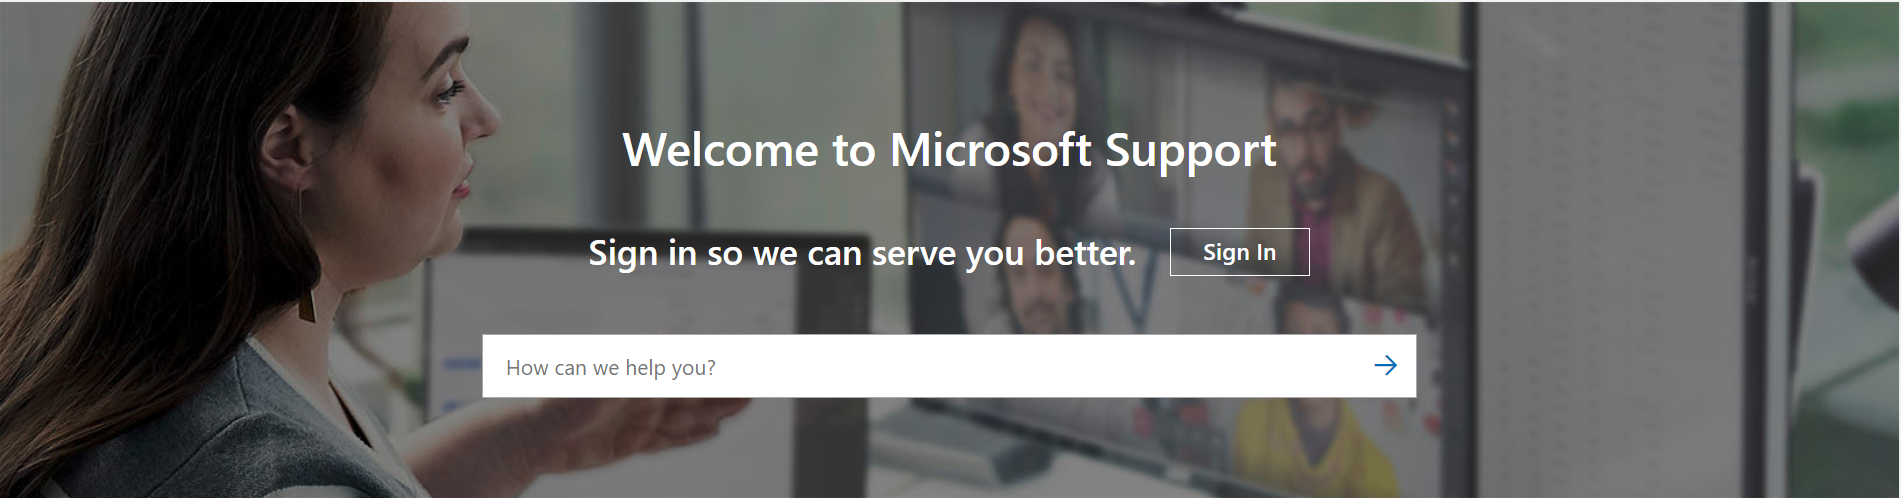 Welcome to Microsoft Support
Sign in so we can serve you better.
Sign In
How can we help you?